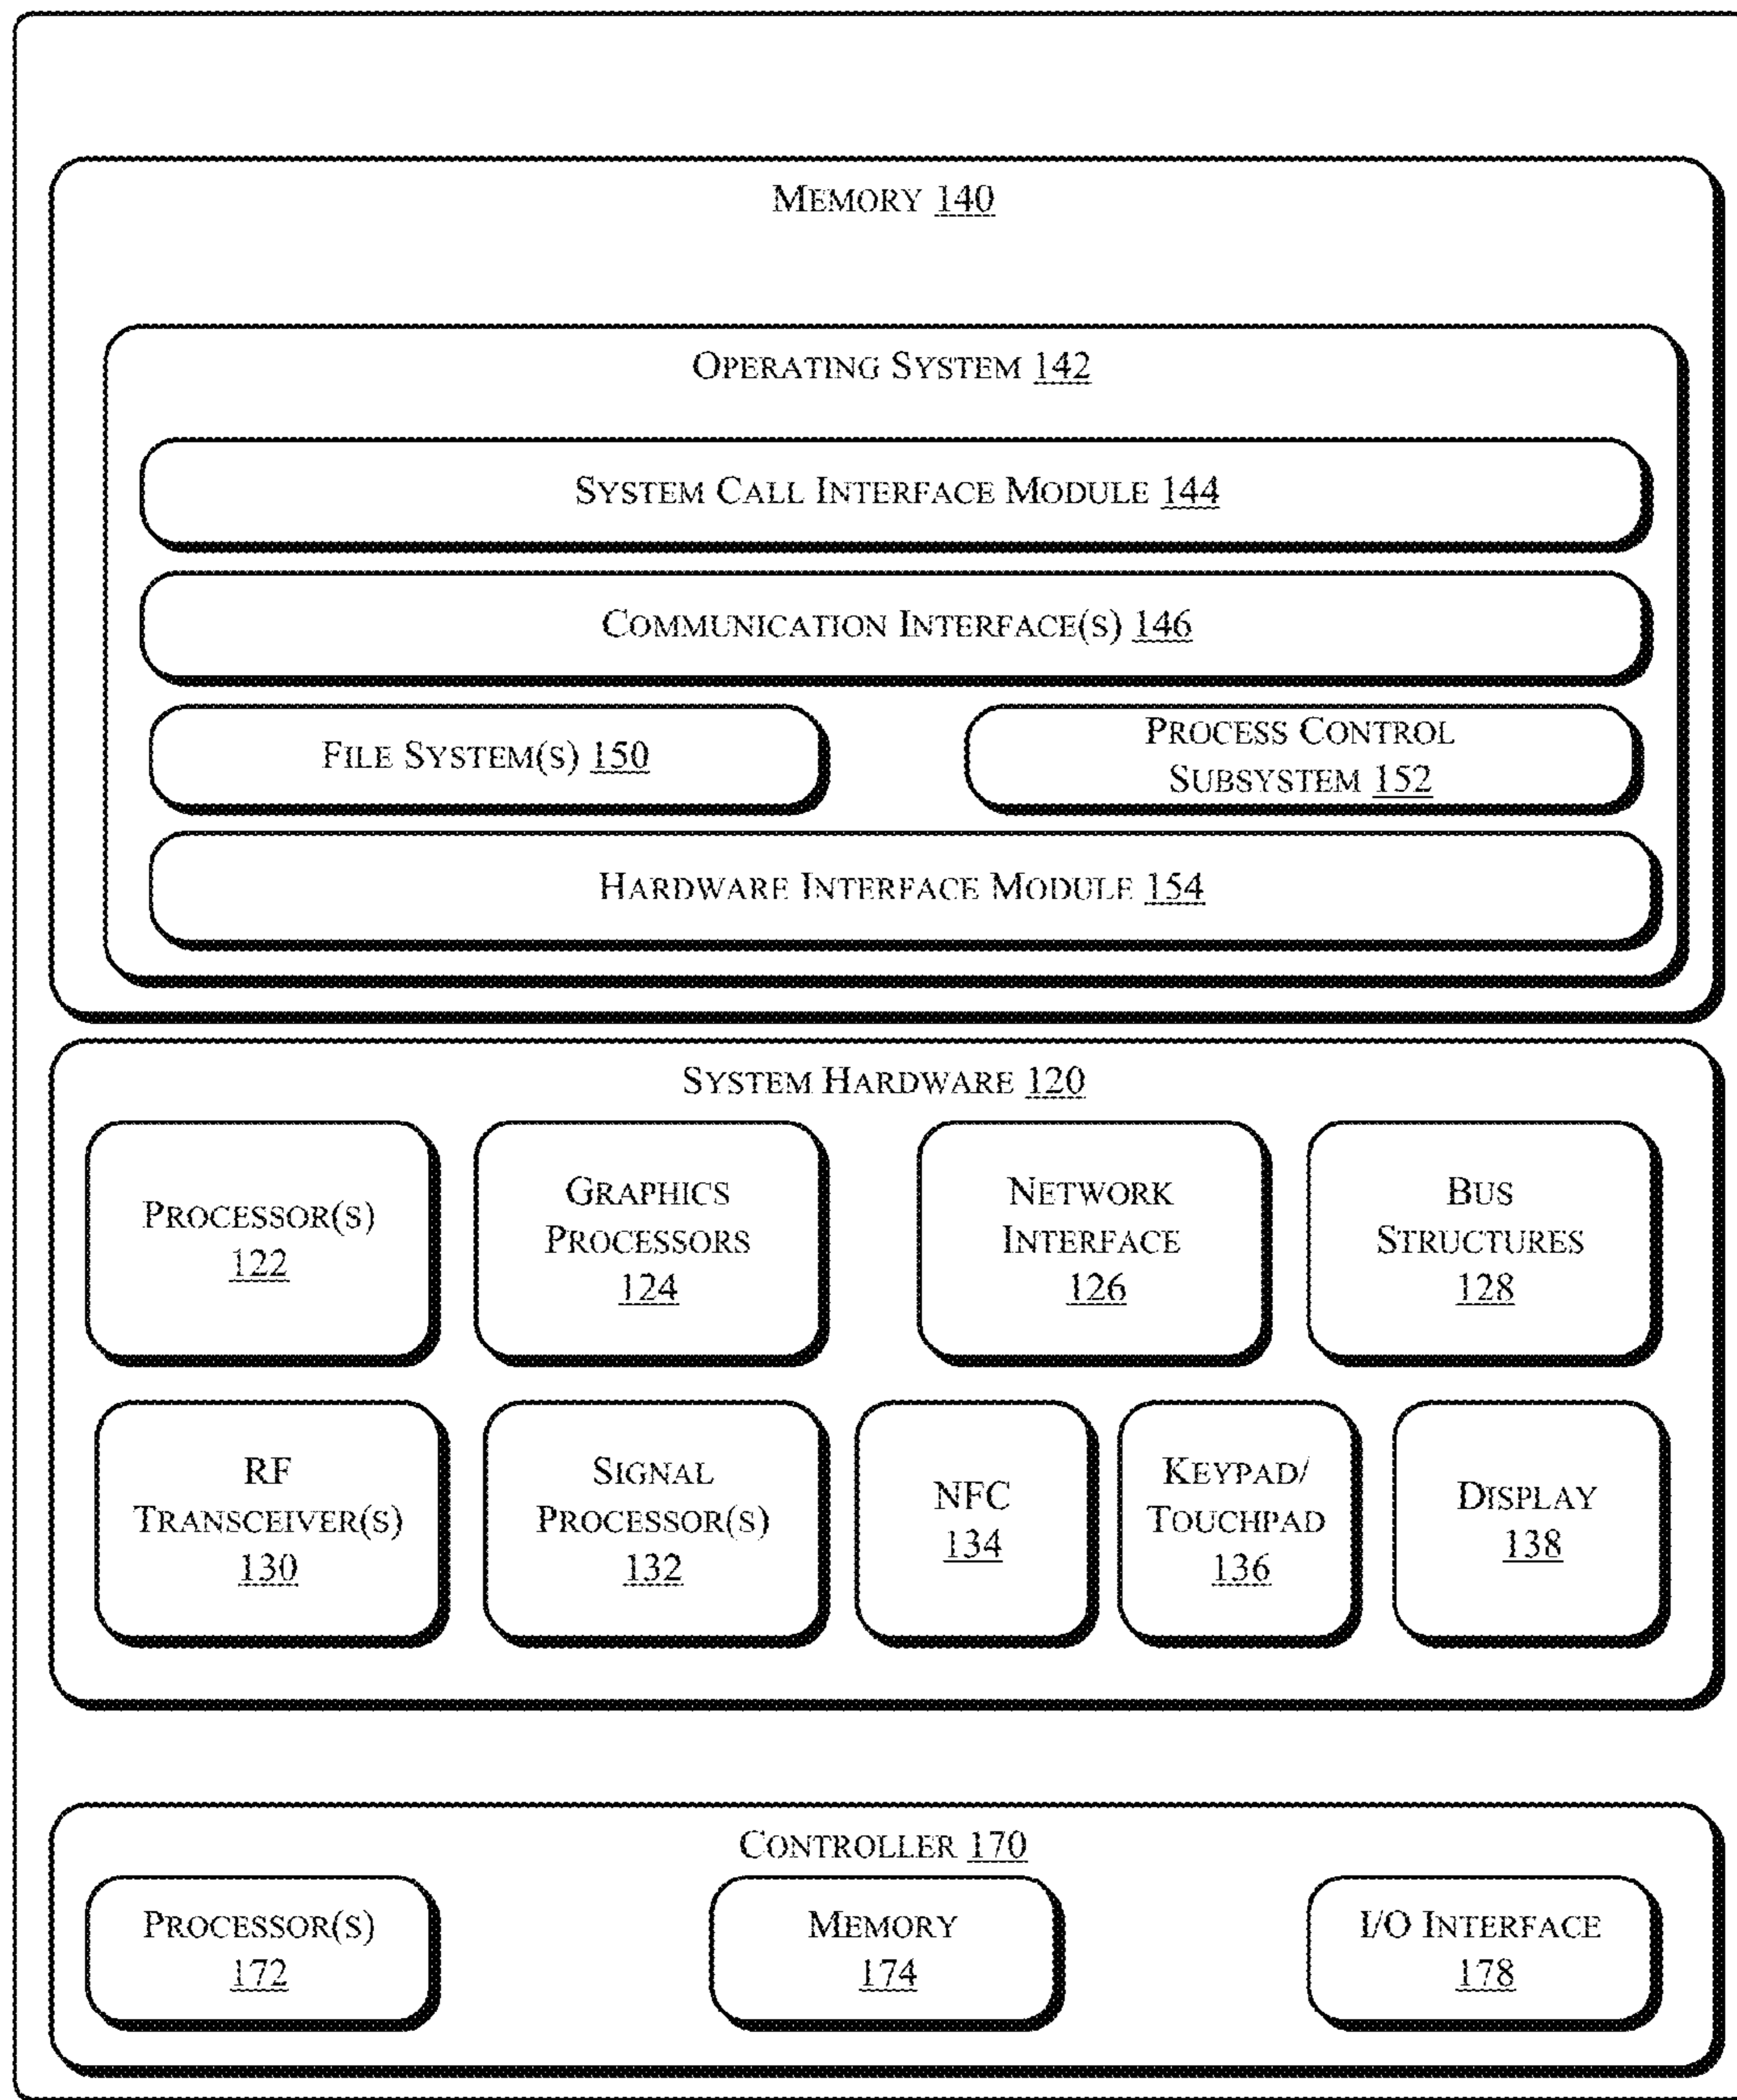 MEMORY 140
OPERATING SYSTEM 142
SYSTEM CALL INTERFACE MODULE 144
COMMUNICATION INTERFACE(S) 146
FILE SYSTEM(S) 150
PROCESS CONTROL
SUBSYSTEM 152
HARDWARE INTERFACE MODULE 154
SYSTEM HARDWARE 120
PROCESSOR(S)
122
GRAPHICS
PROCESSORS
124
NETWORK
INTERFACE
126
BUS
STRUCTURES
128
RF
TRANSCEIVER(S)
130
SIGNAL
PROCESSOR(S)
132
NFC
134
KEYPAD/
TOUCHPAD
136
DISPLAY
138
CONTROLLER 170
PROCESSOR(S)
172
MEMORY
174
I/O INTERFACE
178